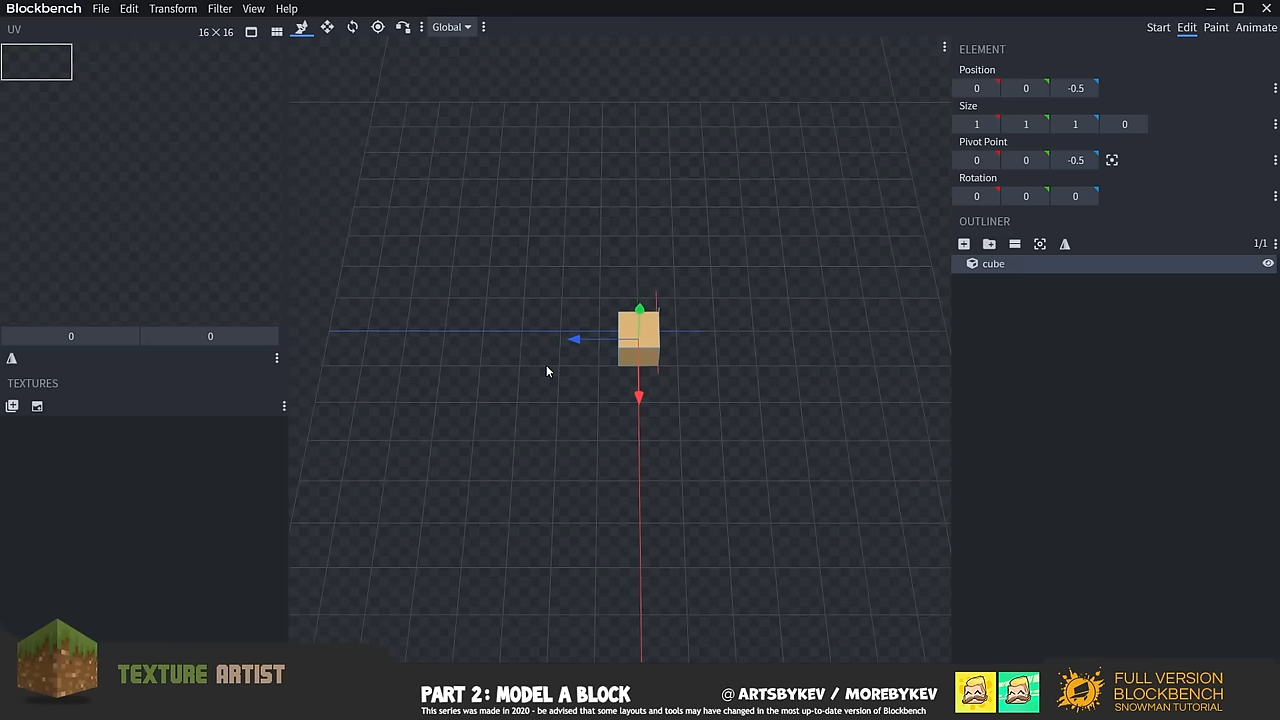 Blockbench File Edit Transform Filter View Help
UV 16 × 16 Global Start Edit Paint Animate
ELEMENT
Position
0 0 -0.5
Size
1 1 1 0
Pivot Point
0 0 -0.5
Rotation
0 0 0
OUTLINER
1/1
cube
0 0
TEXTURES
TEXTURE ARTIST
PART 2: MODEL A BLOCK
This series was made in 2020 - be advised that some layouts and tools may have changed in the most up-to-date version of Blockbench
@ARTSBYKEV / MOREBYKEV
FULL VERSION
BLOCKBENCH
SNOWMAN TUTORIAL